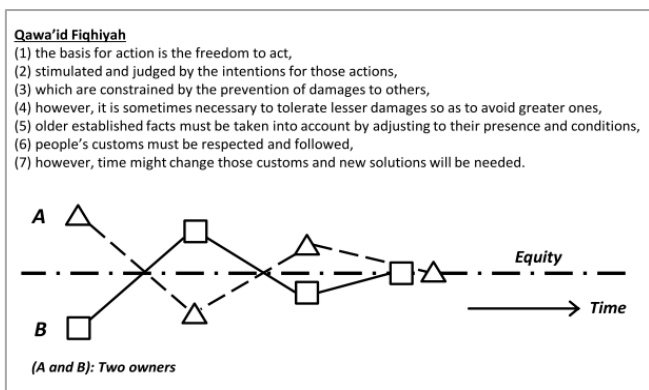 Qawa'id Fiqhiyah
(1) the basis for action is the freedom to act,
(2) stimulated and judged by the intentions for those actions,
(3) which are constrained by the prevention of damages to others,
(4) however, it is sometimes necessary to tolerate lesser damages so as to avoid greater ones,
(5) older established facts must be taken into account by adjusting to their presence and conditions,
(6) people's customs must be respected and followed,
(7) however, time might change those customs and new solutions will be needed.
A
Equity
Time
B
(A and B): Two owners